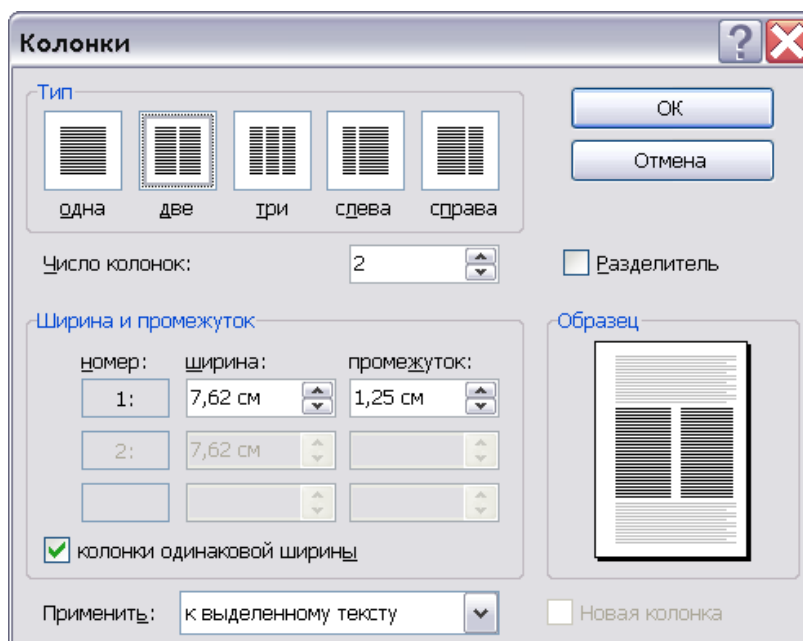 Колонки
Тип
ОК
Отмена
одна две три слева справа
Число колонок: 2 Разделитель
Ширина и промежуток Образец
номер: ширина: промежуток:
1: 7,62 см 1,25 см
2: 7,62 см
колонки одинаковой ширины
Применить: к выделенному тексту Новая колонка